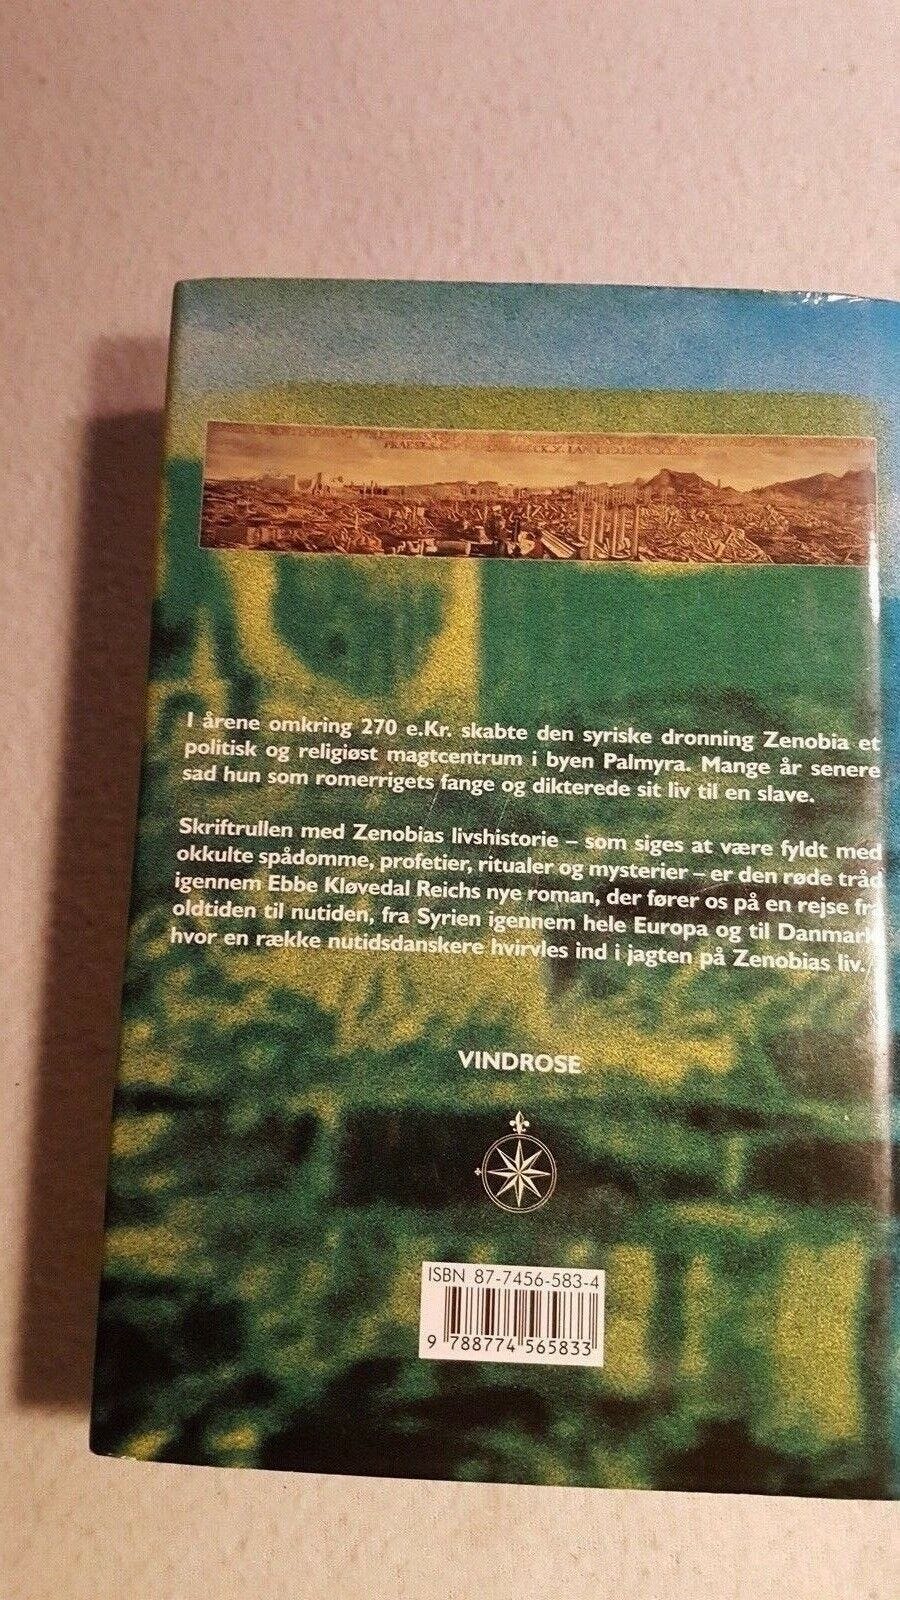 I årene omkring 270 e.Kr. skabte den syriske dronning Zenobia et
politisk og religiøst magtcentrum i byen Palmyra. Mange år senere
sad hun som romerrigets fange og dikterede sit liv til en slave.
Skriftrullen med Zenobias livshistorie – som siges at være fyldt med
okkulte spådomme, profetier, ritualer og mysterier – er den røde tråd
igennem Ebbe Kløvedal Reichs nye roman, der fører os på en rejse fra
oldtiden til nutiden, fra Syrien igennem hele Europa og til Danmark
hvor en række nutidsdanskere hvirvles ind i jagten på Zenobias liv.
VINDROSE
ISBN 87-7456-583-4
9 788774 565833